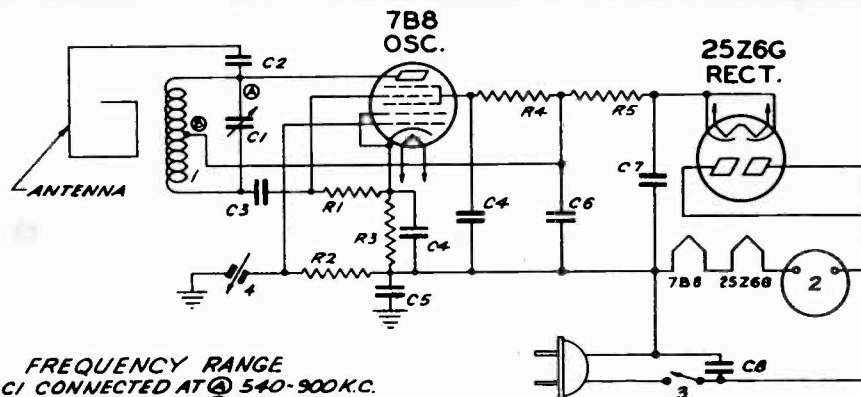 7B8
OSC.
25Z6G
RECT.
C2
A
B
C1
1
ANTENNA
C3
R1
R4
R5
C7
R3
C4
C4
C6
R2
4
C5
7B8
25Z6G
2
FREQUENCY RANGE
C1 CONNECTED AT A 540-900 K.C.
C8
3